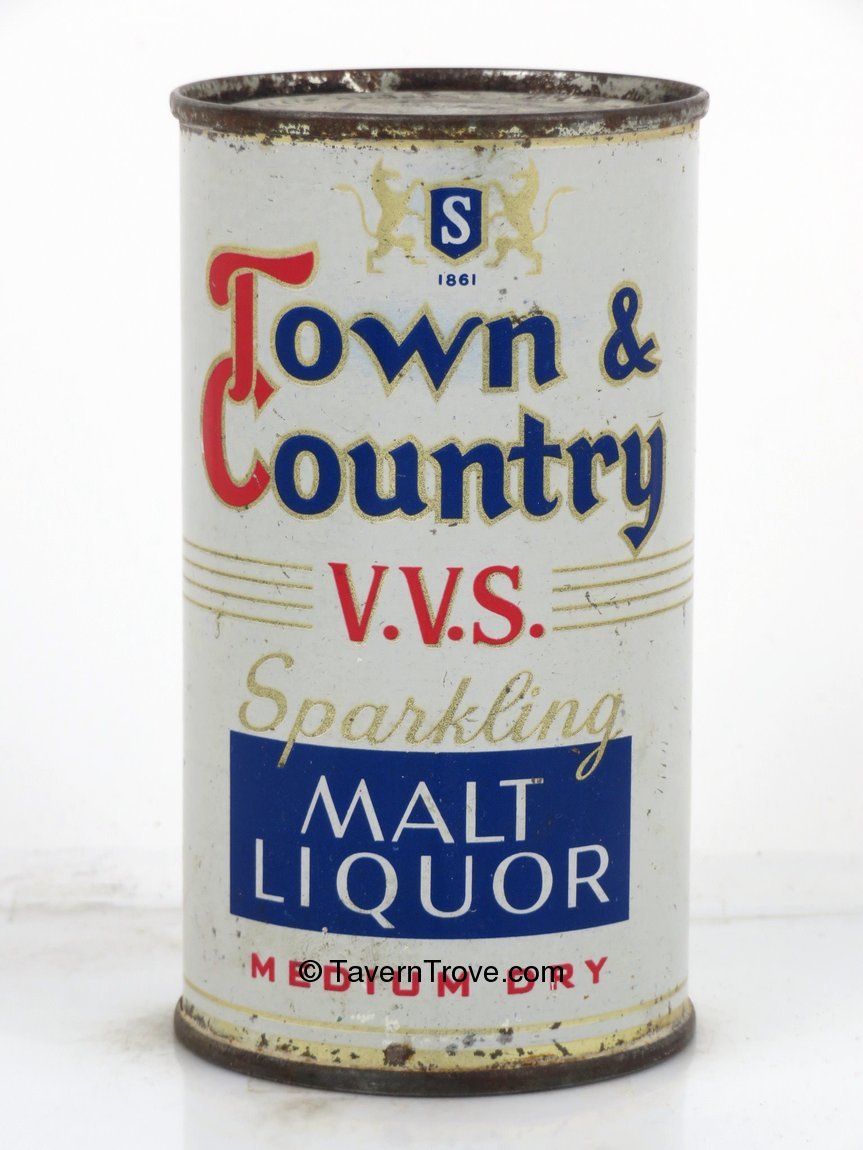 S
1861
Town &
Country
V.V.S.
Sparkling
MALT
LIQUOR
MEDIUM DRY
© TavernTrove.com